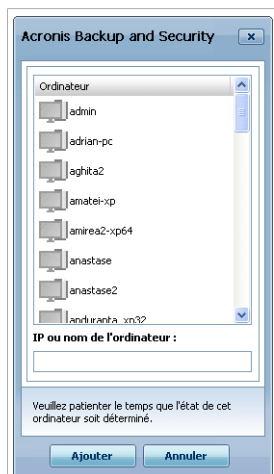 Acronis Backup and Security
Ordinateur
admin
adrian-pc
aghita2
amatei-xp
amirea2-xp64
anastase
anastase2
anduranta_xp32
IP ou nom de l'ordinateur :
Veuillez patienter le temps que l'état de cet
ordinateur soit déterminé.
Ajouter
Annuler